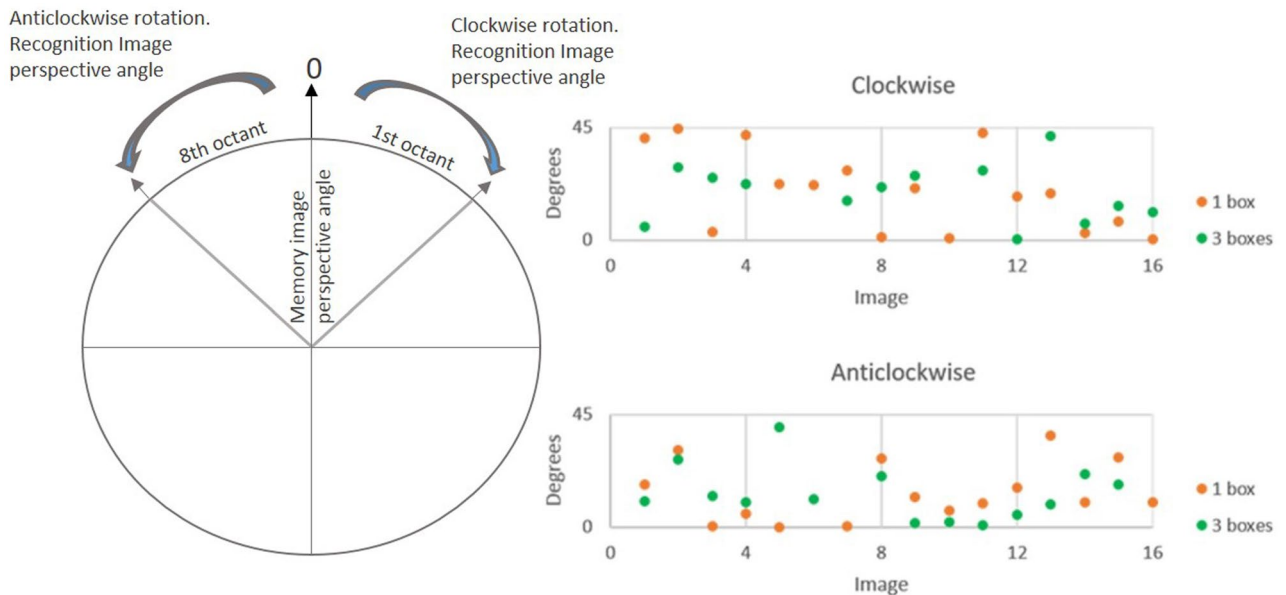 Anticlockwise rotation.
Recognition Image
perspective angle
Clockwise rotation.
Recognition Image
perspective angle
0
8th octant
1st octant
Memory image
perspective angle
Clockwise
45
0
Degrees
0 4 8 12 16
Image
1 box
3 boxes
Anticlockwise
45
0
Degrees
0 4 8 12 16
Image
1 box
3 boxes